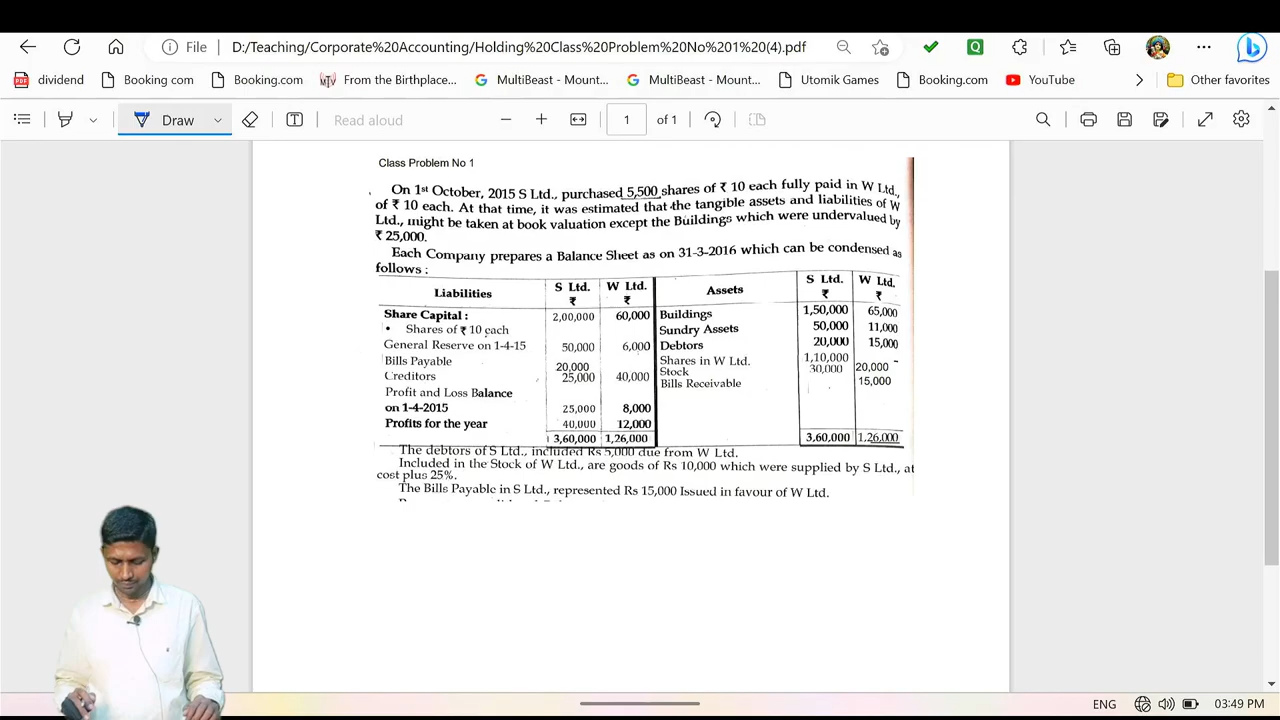 File D:/Teaching/Corporate%20Accounting/Holding%20Class%20Problem%20No%201%20(4).pdf
dividend Booking com Booking.com From the Birthplace... MultiBeast - Mount... MultiBeast - Mount... Utomik Games Booking.com YouTube Other favorites
Draw Read aloud 1 of 1
Class Problem No 1
On 1st October, 2015 S Ltd., purchased 5,500 shares of ₹ 10 each fully paid in W Ltd.,
of ₹ 10 each. At that time, it was estimated that the tangible assets and liabilities of W
Ltd., might be taken at book valuation except the Buildings which were undervalued by
₹ 25,000.
Each Company prepares a Balance Sheet as on 31-3-2016 which can be condensed as
follows :
Liabilities S Ltd. ₹ W Ltd. ₹ Assets S Ltd. ₹ W Ltd. ₹
Share Capital : 2,00,000 60,000 Buildings 1,50,000 65,000
• Shares of ₹ 10 each Sundry Assets 50,000 11,000
General Reserve on 1-4-15 50,000 6,000 Debtors 20,000 15,000
Bills Payable 20,000 Shares in W Ltd. 1,10,000
Creditors 25,000 40,000 Stock 30,000 20,000
Profit and Loss Balance Bills Receivable 15,000
on 1-4-2015 25,000 8,000
Profits for the year 40,000 12,000
3,60,000 1,26,000 3,60,000 1,26,000
The debtors of S Ltd., included Rs 5,000 due from W Ltd.
Included in the Stock of W Ltd., are goods of Rs 10,000 which were supplied by S Ltd., at
cost plus 25%.
The Bills Payable in S Ltd., represented Rs 15,000 Issued in favour of W Ltd.
ENG 03:49 PM